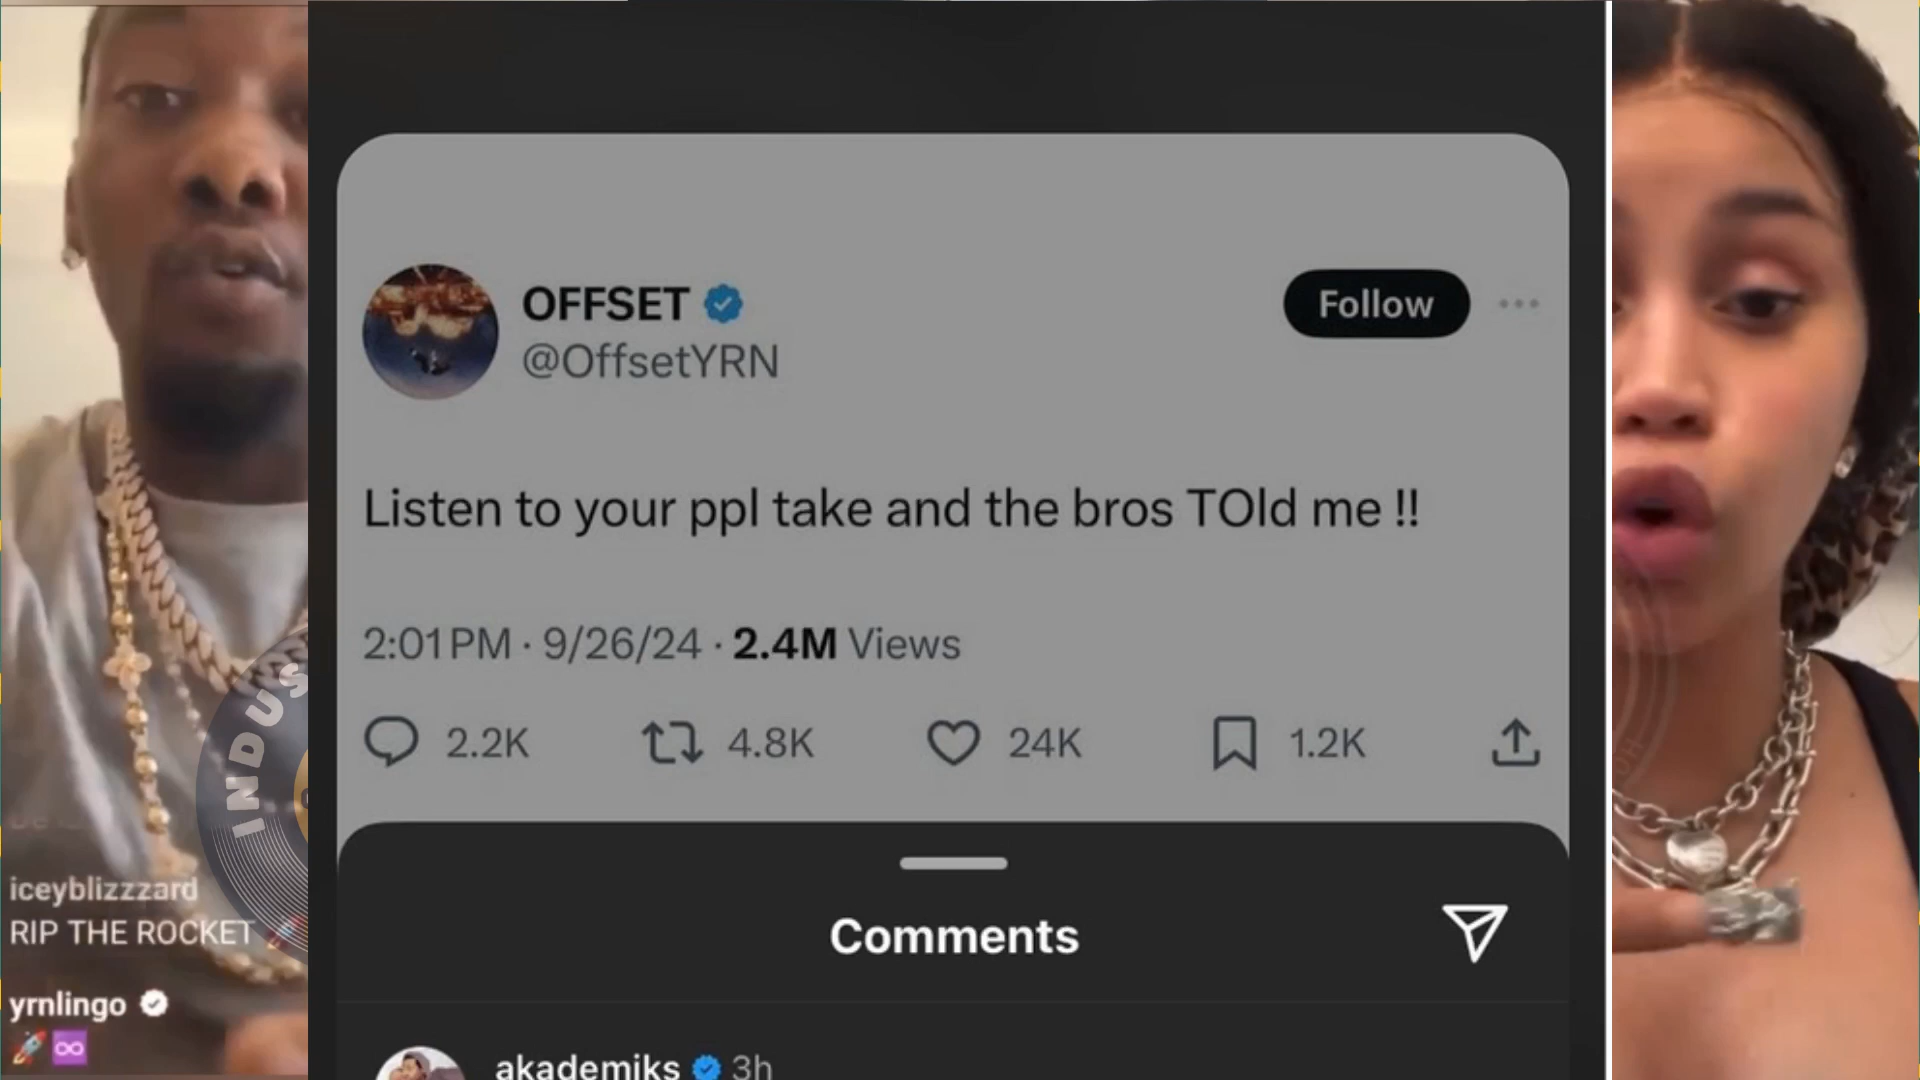 OFFSET
@OffsetYRN
Follow
Listen to your ppl take and the bros TOld me !!
2:01 PM · 9/26/24 · 2.4M Views
2.2K 4.8K 24K 1.2K
Comments
akademiks 3h
INDUS
iceyblizzzard
RIP THE ROCKET 🚀
yrnlingo
🚀♾️